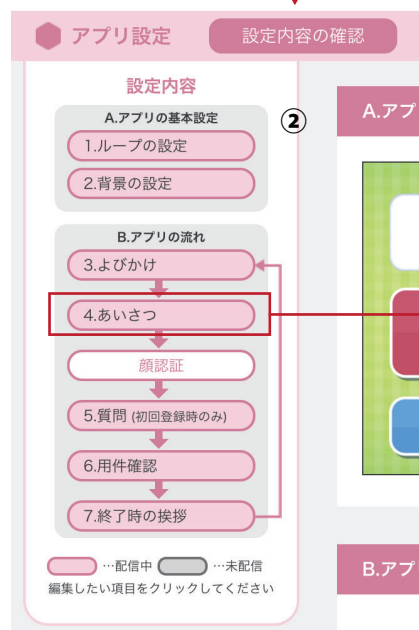 アプリ設定
設定内容の確認
設定内容
A.アプリの基本設定
②
1.ループの設定
2.背景の設定
B.アプリの流れ
3.よびかけ
4.あいさつ
顔認証
5.質問 (初回登録時のみ)
6.用件確認
7.終了時の挨拶
…配信中 …未配信
編集したい項目をクリックしてください
A.アプ
B.アプ